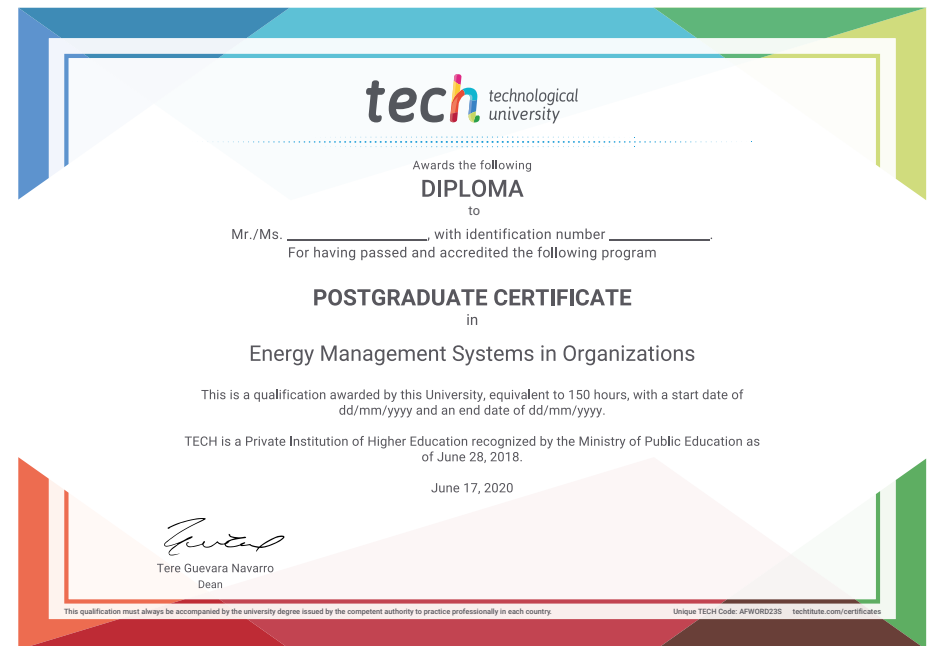 tech technological
university
Awards the following
DIPLOMA
to
Mr./Ms. __________________, with identification number _____________.
For having passed and accredited the following program
POSTGRADUATE CERTIFICATE
in
Energy Management Systems in Organizations
This is a qualification awarded by this University, equivalent to 150 hours, with a start date of
dd/mm/yyyy and an end date of dd/mm/yyyy.
TECH is a Private Institution of Higher Education recognized by the Ministry of Public Education as
of June 28, 2018.
June 17, 2020
Tere Guevara Navarro
Dean
This qualification must always be accompanied by the university degree issued by the competent authority to practice professionally in each country.
Unique TECH Code: AFWORD23S techtitute.com/certificates